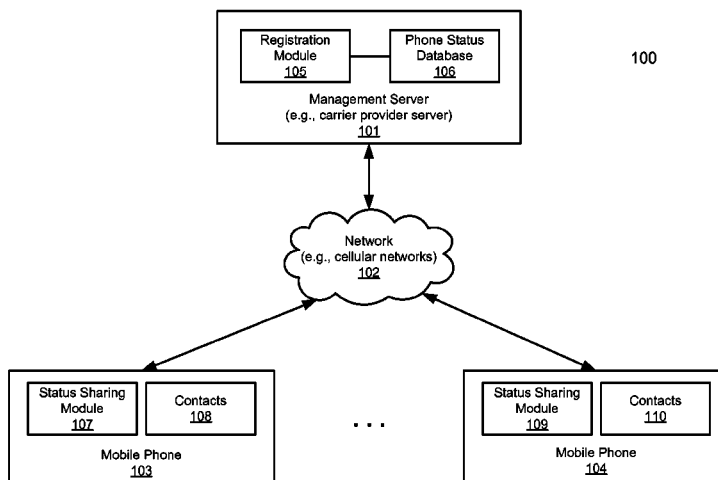 Registration
Module
105
Phone Status
Database
106
100
Management Server
(e.g., carrier provider server)
101
Network
(e.g., cellular networks)
102
Status Sharing
Module
107
Contacts
108
Mobile Phone
103
. . .
Status Sharing
Module
109
Contacts
110
Mobile Phone
104